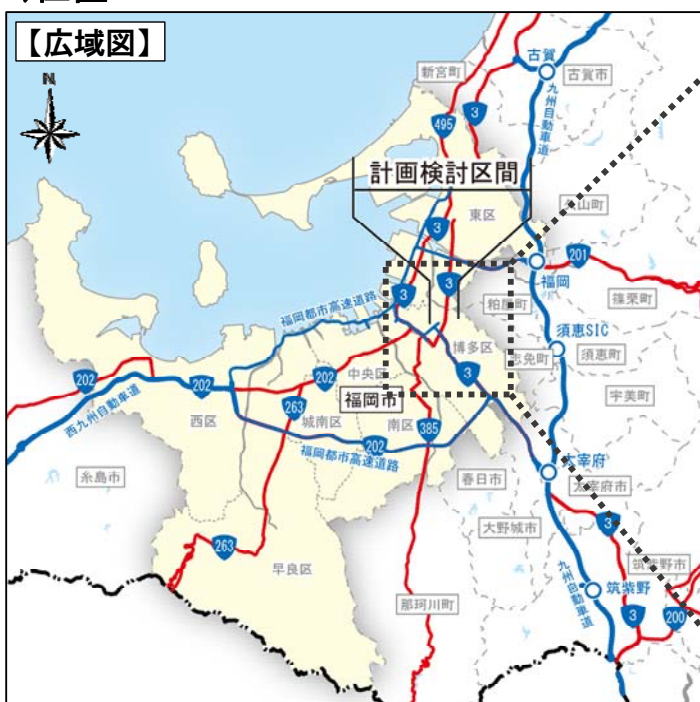 【広域図】
N
古賀
新宮町
古賀市
3
495
九州自動車道
計画検討区間
東区
3
201
福岡
3
3
粕屋町
篠栗町
福岡都市高速道路
須恵SIC
博多区
志免町
須恵町
中央区
3
202
202
202
福岡市
宇美町
西九州自動車道
263
西区
城南区
南区
385
202
福岡都市高速道路
太宰府
糸島市
春日市
太宰府市
大野城市
3
263
早良区
筑紫野市
九州自動車道
筑紫野
那珂川町
3
200